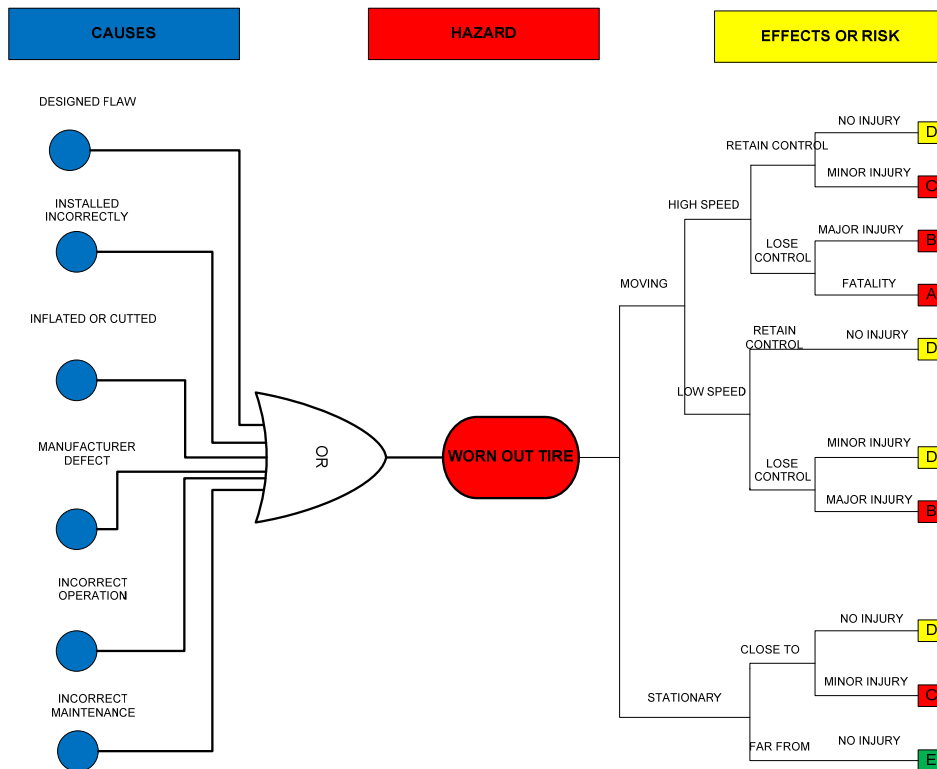 CAUSES
HAZARD
EFFECTS OR RISK
DESIGNED FLAW
INSTALLED
INCORRECTLY
INFLATED OR CUTTED
MANUFACTURER
DEFECT
INCORRECT
OPERATION
INCORRECT
MAINTENANCE
OR
WORN OUT TIRE
MOVING
STATIONARY
HIGH SPEED
LOW SPEED
RETAIN CONTROL
LOSE
CONTROL
RETAIN
CONTROL
LOSE
CONTROL
CLOSE TO
FAR FROM
NO INJURY
D
MINOR INJURY
C
MAJOR INJURY
B
FATALITY
A
NO INJURY
D
MINOR INJURY
D
MAJOR INJURY
B
NO INJURY
D
MINOR INJURY
C
NO INJURY
E